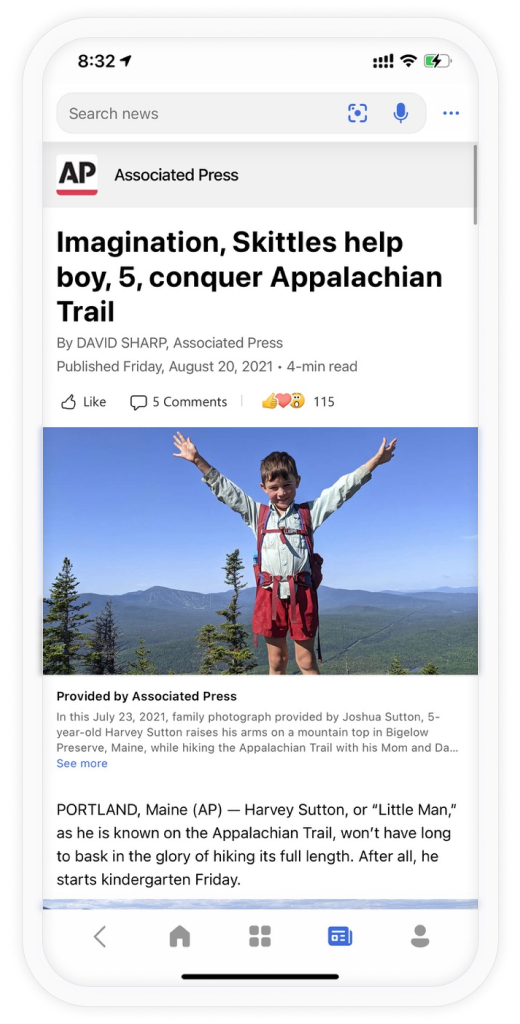 8:32
Search news
AP
Associated Press
Imagination, Skittles help
boy, 5, conquer Appalachian
Trail
By DAVID SHARP, Associated Press
Published Friday, August 20, 2021 • 4-min read
Like 5 Comments 115
Provided by Associated Press
In this July 23, 2021, family photograph provided by Joshua Sutton, 5-
year-old Harvey Sutton raises his arms on a mountain top in Bigelow
Preserve, Maine, while hiking the Appalachian Trail with his Mom and Da...
See more
PORTLAND, Maine (AP) — Harvey Sutton, or “Little Man,”
as he is known on the Appalachian Trail, won’t have long
to bask in the glory of hiking its full length. After all, he
starts kindergarten Friday.